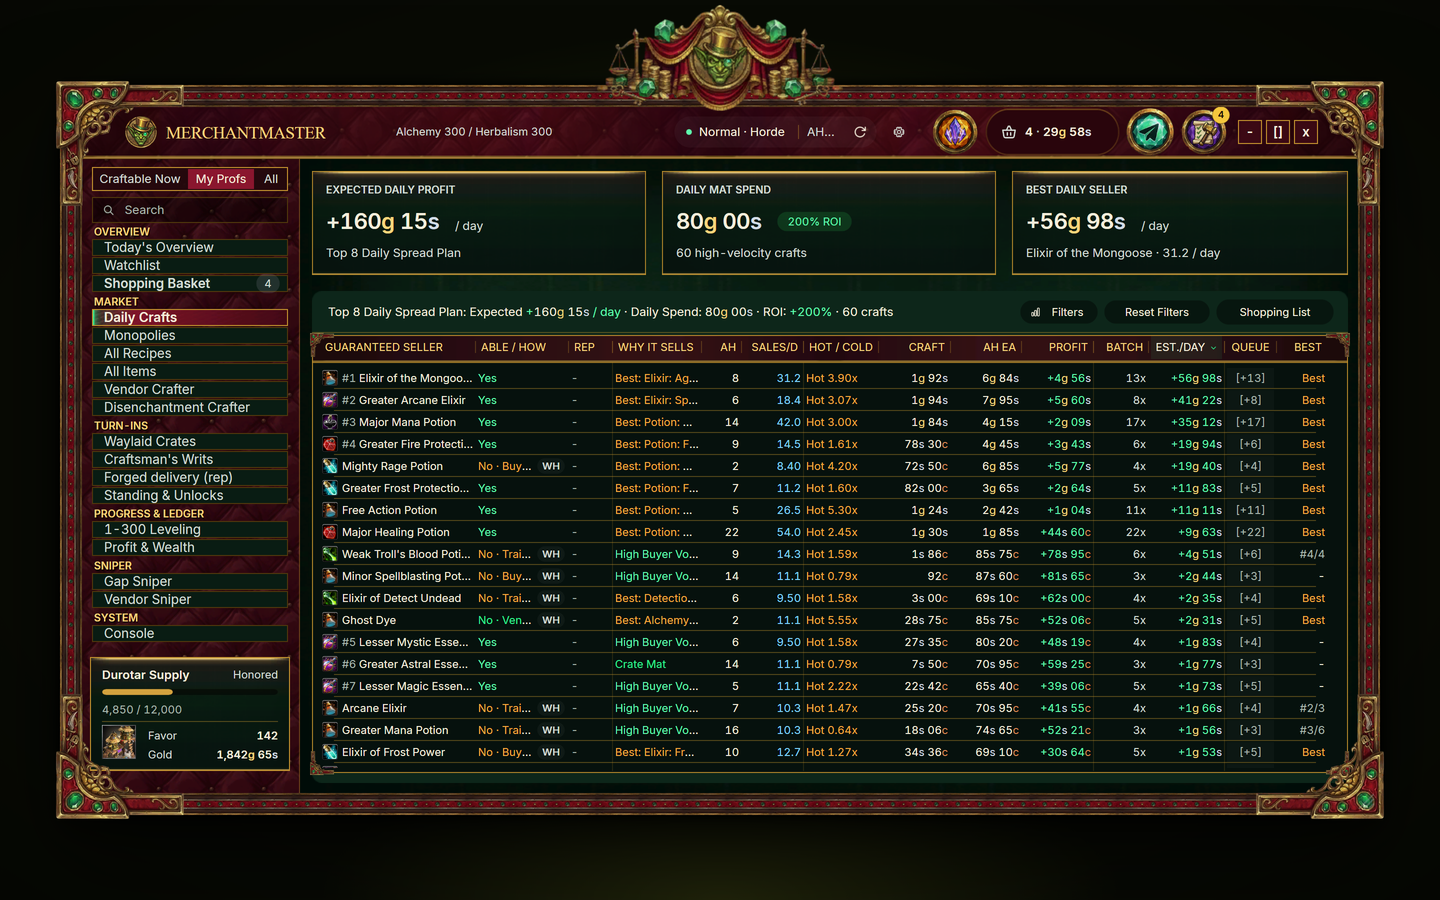 4
MERCHANTMASTER
Alchemy 300 / Herbalism 300
Normal · Horde
AH...
4 · 29g 58s
-
[]
x
Craftable Now
My Profs
All
Search
OVERVIEW
Today's Overview
Watchlist
Shopping Basket 4
MARKET
Daily Crafts
Monopolies
All Recipes
All Items
Vendor Crafter
Disenchantment Crafter
TURN-INS
Waylaid Crates
Craftsman's Writs
Forged delivery (rep)
Standing & Unlocks
PROGRESS & LEDGER
1-300 Leveling
Profit & Wealth
SNIPER
Gap Sniper
Vendor Sniper
SYSTEM
Console
Durotar Supply Honored
4,850 / 12,000
Favor 142
Gold 1,842g 65s
EXPECTED DAILY PROFIT
+160g 15s / day
Top 8 Daily Spread Plan
DAILY MAT SPEND
80g 00s 200% ROI
60 high-velocity crafts
BEST DAILY SELLER
+56g 98s / day
Elixir of the Mongoose · 31.2 / day
Top 8 Daily Spread Plan: Expected +160g 15s / day · Daily Spend: 80g 00s · ROI: +200% · 60 crafts
Filters
Reset Filters
Shopping List
GUARANTEED SELLER ABLE / HOW REP WHY IT SELLS AH SALES/D HOT / COLD CRAFT AH EA PROFIT BATCH EST./DAY QUEUE BEST
#1 Elixir of the Mongoo... Yes - Best: Elixir: Ag... 8 31.2 Hot 3.90x 1g 92s 6g 84s +4g 56s 13x +56g 98s [+13] Best
#2 Greater Arcane Elixir Yes - Best: Elixir: Sp... 6 18.4 Hot 3.07x 1g 94s 7g 95s +5g 60s 8x +41g 22s [+8] Best
#3 Major Mana Potion Yes - Best: Potion: ... 14 42.0 Hot 3.00x 1g 84s 4g 15s +2g 09s 17x +35g 12s [+17] Best
#4 Greater Fire Protecti... Yes - Best: Potion: F... 9 14.5 Hot 1.61x 78s 30c 4g 45s +3g 43s 6x +19g 94s [+6] Best
Mighty Rage Potion No · Buy... WH - Best: Potion: ... 2 8.40 Hot 4.20x 72s 50c 6g 85s +5g 77s 4x +19g 40s [+4] Best
Greater Frost Protectio... Yes - Best: Potion: F... 7 11.2 Hot 1.60x 82s 00c 3g 65s +2g 64s 5x +11g 83s [+5] Best
Free Action Potion Yes - Best: Potion: ... 5 26.5 Hot 5.30x 1g 24s 2g 42s +1g 04s 11x +11g 11s [+11] Best
Major Healing Potion Yes - Best: Potion: ... 22 54.0 Hot 2.45x 1g 30s 1g 85s +44s 60c 22x +9g 63s [+22] Best
Weak Troll's Blood Poti... No · Trai... WH - High Buyer Vo... 9 14.3 Hot 1.59x 1s 86c 85s 75c +78s 95c 6x +4g 51s [+6] #4/4
Minor Spellblasting Pot... No · Buy... WH - High Buyer Vo... 14 11.1 Hot 0.79x 92c 87s 60c +81s 65c 3x +2g 44s [+3] -
Elixir of Detect Undead No · Trai... WH - Best: Detectio... 6 9.50 Hot 1.58x 3s 00c 69s 10c +62s 00c 4x +2g 35s [+4] Best
Ghost Dye No · Ven... WH - Best: Alchemy... 2 11.1 Hot 5.55x 28s 75c 85s 75c +52s 06c 5x +2g 31s [+5] Best
#5 Lesser Mystic Esse... Yes - High Buyer Vo... 6 9.50 Hot 1.58x 27s 35c 80s 20c +48s 19c 4x +1g 83s [+4] -
#6 Greater Astral Esse... Yes - Crate Mat 14 11.1 Hot 0.79x 7s 50c 70s 95c +59s 25c 3x +1g 77s [+3] -
#7 Lesser Magic Essen... Yes - High Buyer Vo... 5 11.1 Hot 2.22x 22s 42c 65s 40c +39s 06c 5x +1g 73s [+5] -
Arcane Elixir No · Trai... WH - High Buyer Vo... 7 10.3 Hot 1.47x 25s 20c 70s 95c +41s 55c 4x +1g 66s [+4] #2/3
Greater Mana Potion No · Trai... WH - High Buyer Vo... 16 10.3 Hot 0.64x 18s 06c 74s 65c +52s 21c 3x +1g 56s [+3] #3/6
Elixir of Frost Power No · Buy... WH - Best: Elixir: Fr... 10 12.7 Hot 1.27x 34s 36c 69s 10c +30s 64c 5x +1g 53s [+5] Best